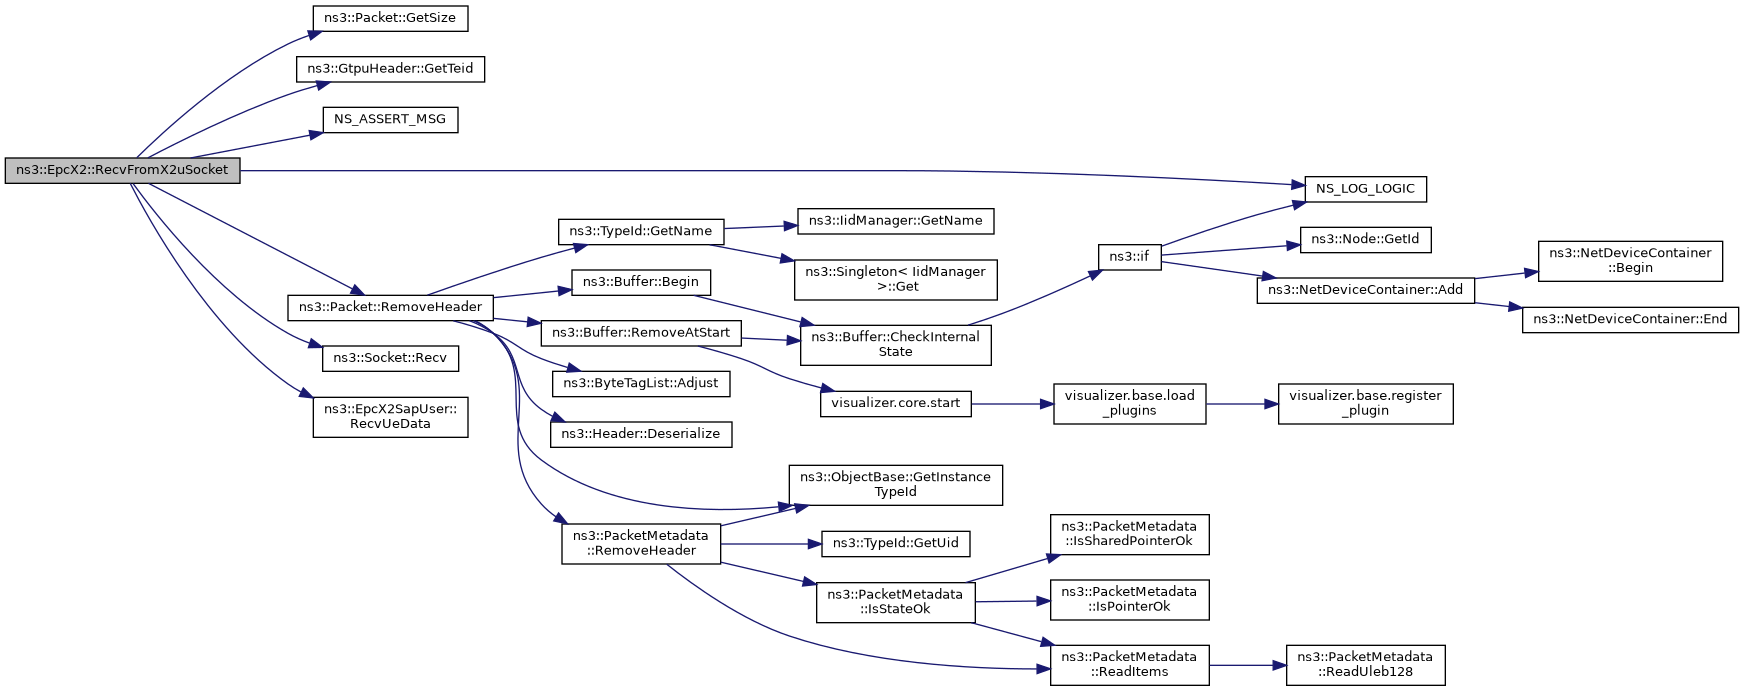 ns3::Packet::GetSize
ns3::GtpuHeader::GetTeid
NS_ASSERT_MSG
ns3::EpcX2::RecvFromX2uSocket
NS_LOG_LOGIC
ns3::TypeId::GetName
ns3::IidManager::GetName
ns3::Node::GetId
ns3::if
ns3::NetDeviceContainer
::Begin
ns3::Singleton< IidManager
>::Get
ns3::Buffer::Begin
ns3::NetDeviceContainer::Add
ns3::Packet::RemoveHeader
ns3::NetDeviceContainer::End
ns3::Buffer::RemoveAtStart
ns3::Buffer::CheckInternal
State
ns3::Socket::Recv
ns3::ByteTagList::Adjust
visualizer.core.start
visualizer.base.load
_plugins
visualizer.base.register
_plugin
ns3::EpcX2SapUser::
RecvUeData
ns3::Header::Deserialize
ns3::ObjectBase::GetInstance
TypeId
ns3::PacketMetadata
::RemoveHeader
ns3::TypeId::GetUid
ns3::PacketMetadata
::IsSharedPointerOk
ns3::PacketMetadata
::IsStateOk
ns3::PacketMetadata
::IsPointerOk
ns3::PacketMetadata
::ReadItems
ns3::PacketMetadata
::ReadUleb128